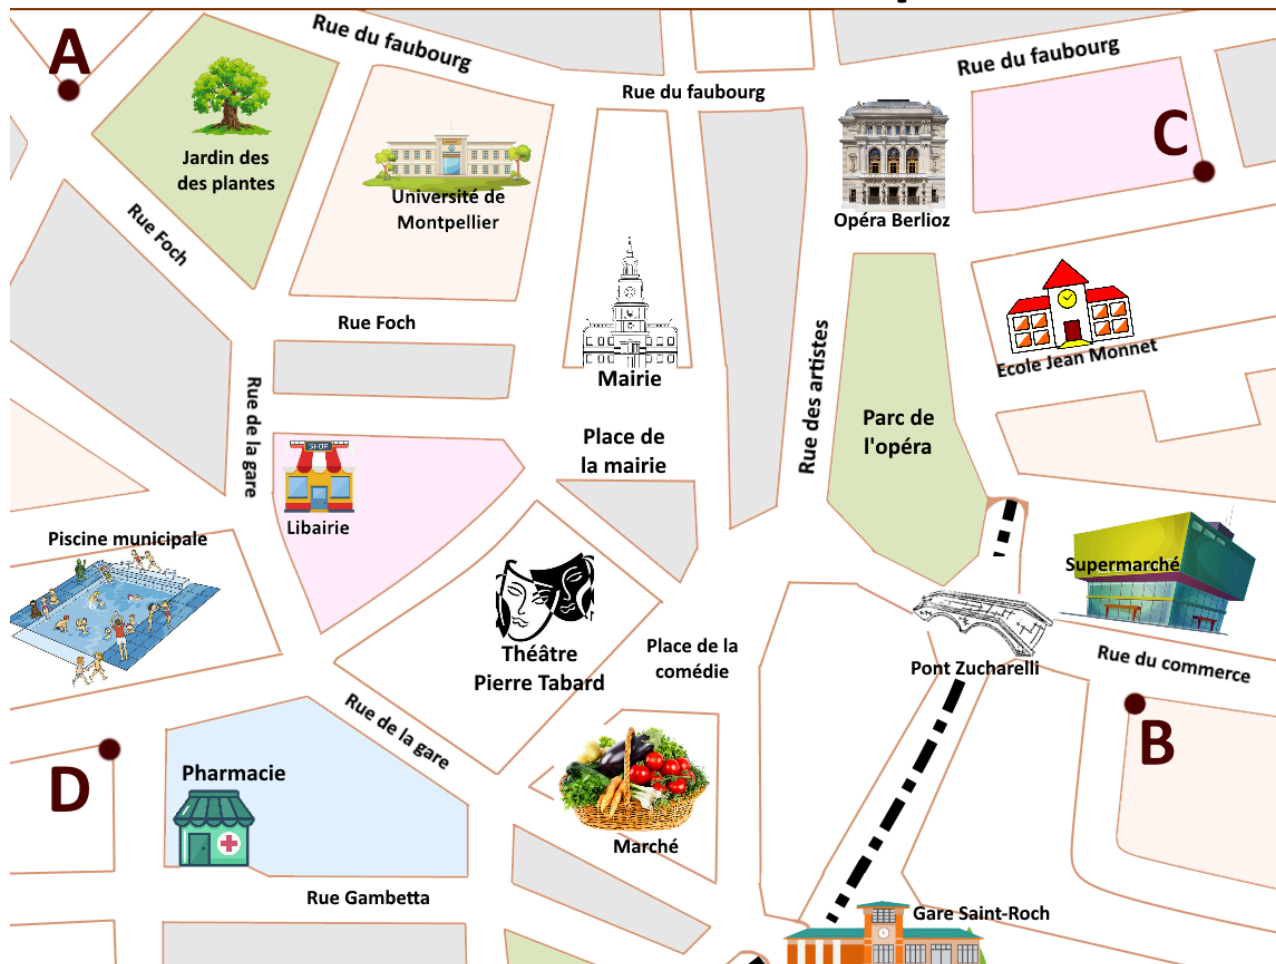 A
Rue du faubourg
Rue du faubourg
Rue du faubourg
C
Jardin des
des plantes
Université de
Montpellier
Opéra Berlioz
Rue Foch
Rue Foch
Mairie
Rue des artistes
Ecole Jean Monnet
Rue de la gare
Place de
la mairie
Parc de
l'opéra
SHOP
Libairie
Piscine municipale
Supermarché
Théâtre
Pierre Tabard
Place de la
comédie
Pont Zucharelli
Rue du commerce
Rue de la gare
B
D
Pharmacie
Marché
Rue Gambetta
Gare Saint-Roch